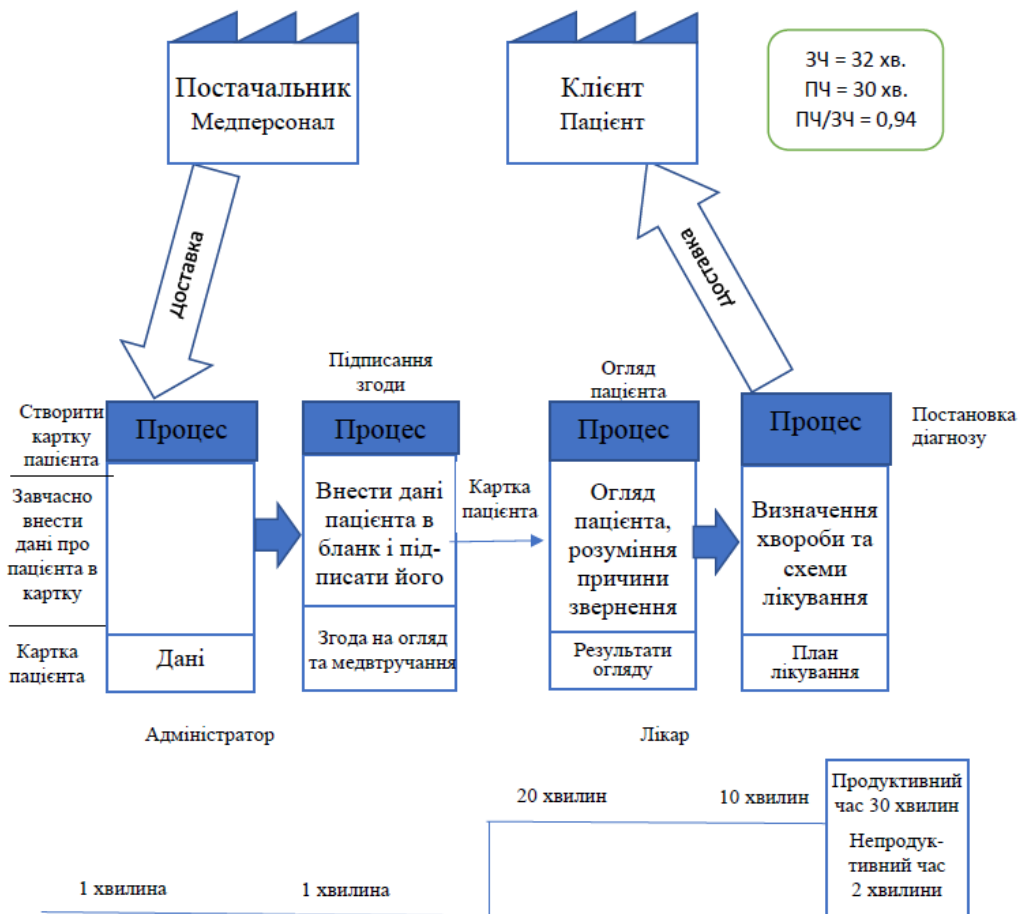 Постачальник
Медперсонал
Клієнт
Пацієнт
ЗЧ = 32 хв.
ПЧ = 30 хв.
ПЧ/ЗЧ = 0,94
доставка
доставка
Створити
картку
пацієнта
Завчасно
внести
дані про
пацієнта в
картку
Картка
пацієнта
Процес
Дані
Підписання
згоди
Процес
Внести дані
пацієнта в
бланк і під-
писати його
Згода на огляд
та медвтручання
Картка
пацієнта
Огляд
пацієнта
Процес
Огляд
пацієнта,
розуміння
причини
звернення
Результати
огляду
Процес
Визначення
хвороби та
схеми
лікування
План
лікування
Постановка
діагнозу
Адміністратор
Лікар
1 хвилина
1 хвилина
20 хвилин
10 хвилин
Продуктивний
час 30 хвилин
Непродук-
тивний час
2 хвилини